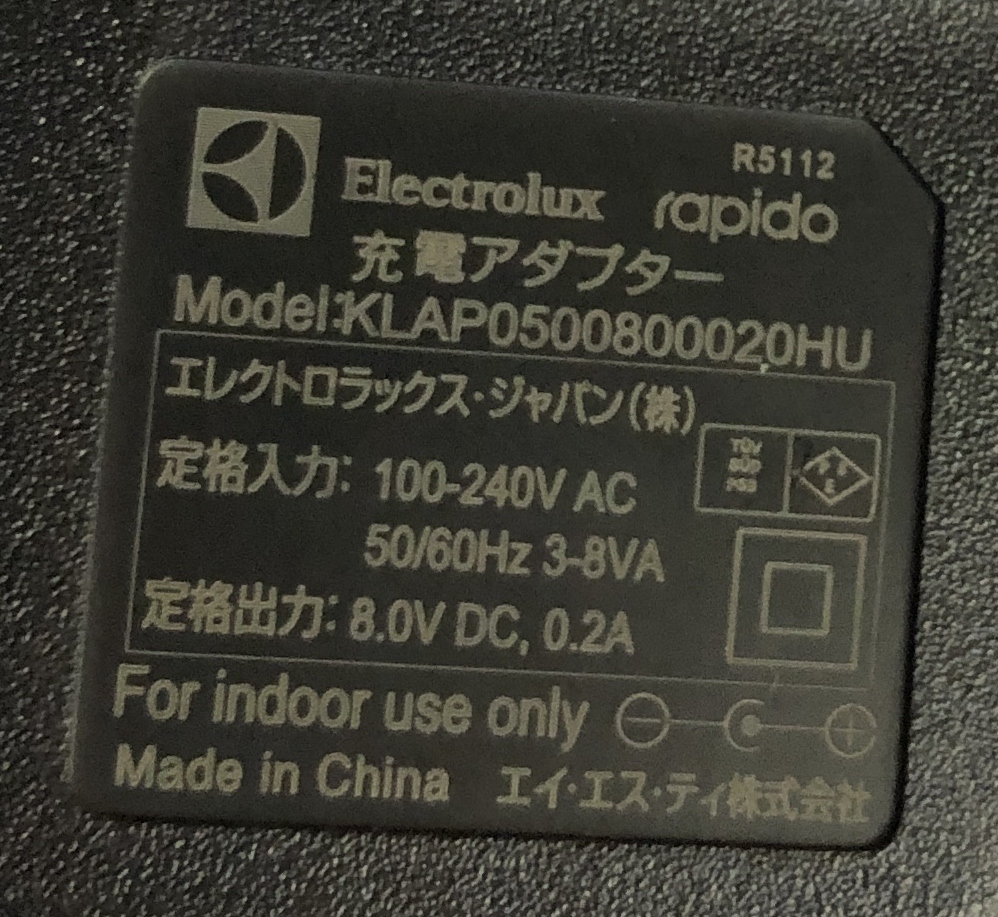 R5112
Electrolux rapido
充電アダプター
Model:KLAP0500800020HU
エレクトロラックス・ジャパン(株)
定格入力: 100-240V AC
50/60Hz 3-8VA
定格出力: 8.0V DC, 0.2A
TÜV
SÜD
PS
E
For indoor use only
Made in China エイ・エス・ティ株式会社